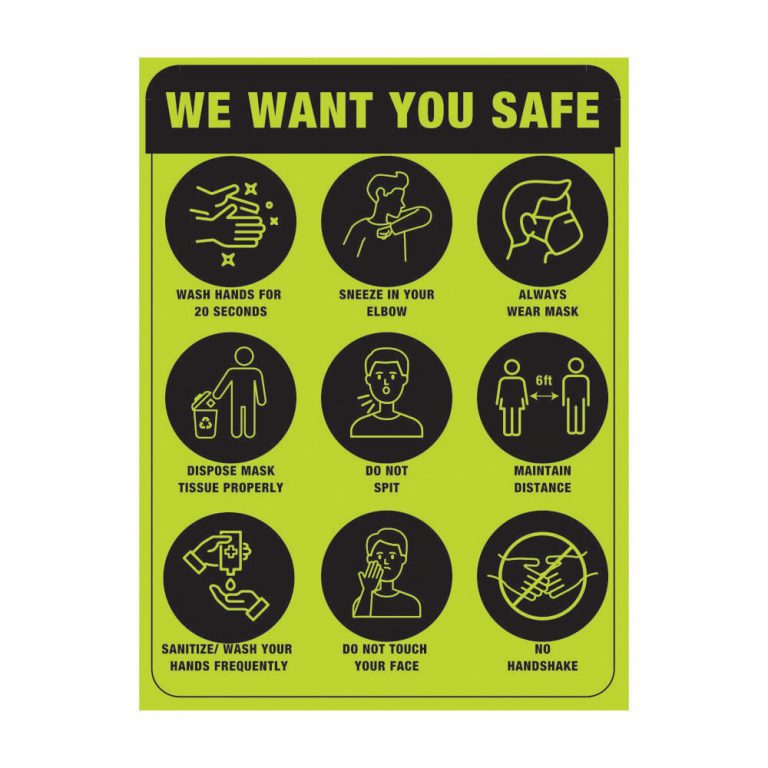 WE WANT YOU SAFE
WASH HANDS FOR
20 SECONDS
SNEEZE IN YOUR
ELBOW
ALWAYS
WEAR MASK
6ft
DISPOSE MASK
TISSUE PROPERLY
DO NOT
SPIT
MAINTAIN
DISTANCE
SANITIZE/ WASH YOUR
HANDS FREQUENTLY
DO NOT TOUCH
YOUR FACE
NO
HANDSHAKE